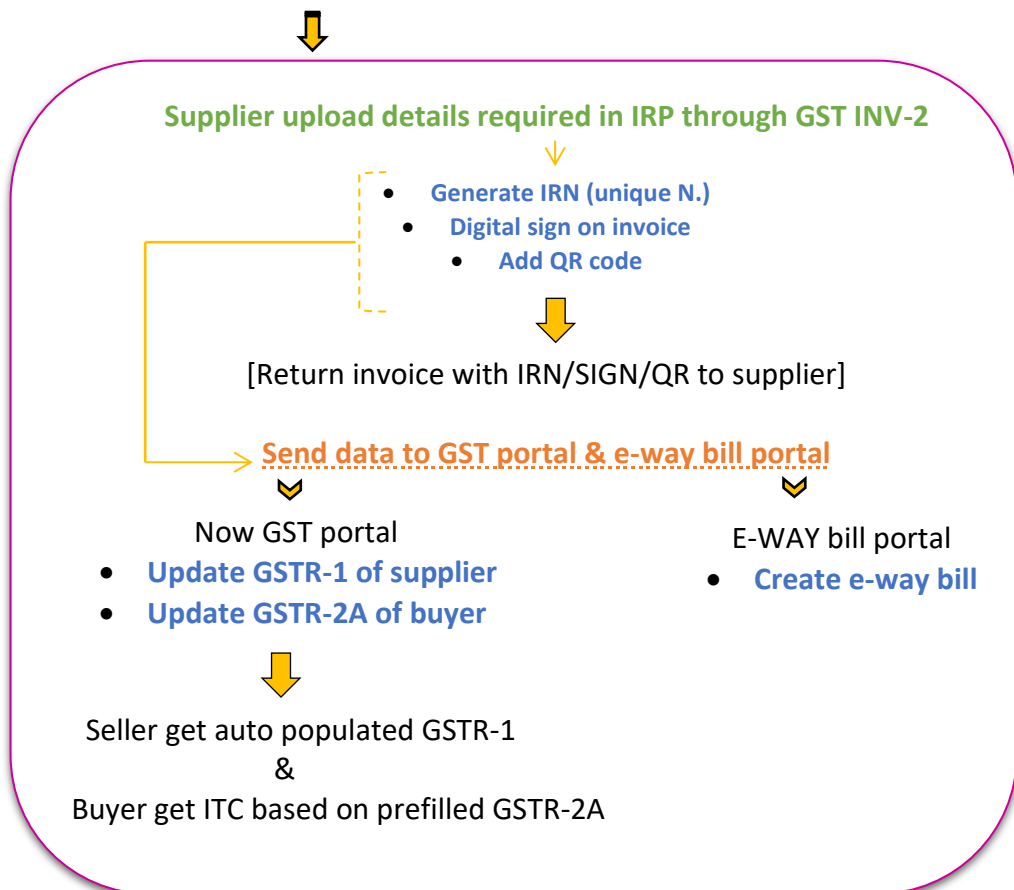 Supplier upload details required in IRP through GST INV-2
• Generate IRN (unique N.)
• Digital sign on invoice
• Add QR code
[Return invoice with IRN/SIGN/QR to supplier]
Send data to GST portal & e-way bill portal
Now GST portal
• Update GSTR-1 of supplier
• Update GSTR-2A of buyer
E-WAY bill portal
• Create e-way bill
Seller get auto populated GSTR-1
&
Buyer get ITC based on prefilled GSTR-2A